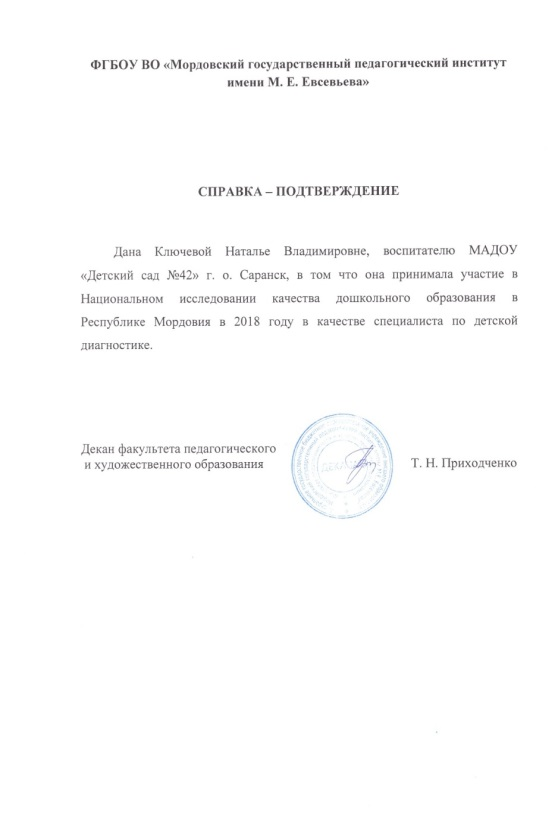 ФГБОУ ВО «Мордовский государственный педагогический институт
имени М. Е. Евсевьева»
СПРАВКА – ПОДТВЕРЖДЕНИЕ
Дана Ключевой Наталье Владимировне, воспитателю МАДОУ
«Детский сад №42» г. о. Саранск, в том что она принимала участие в
Национальном исследовании качества дошкольного образования в
Республике Мордовия в 2018 году в качестве специалиста по детской
диагностике.
Декан факультета педагогического
и художественного образования
Т. Н. Приходченко